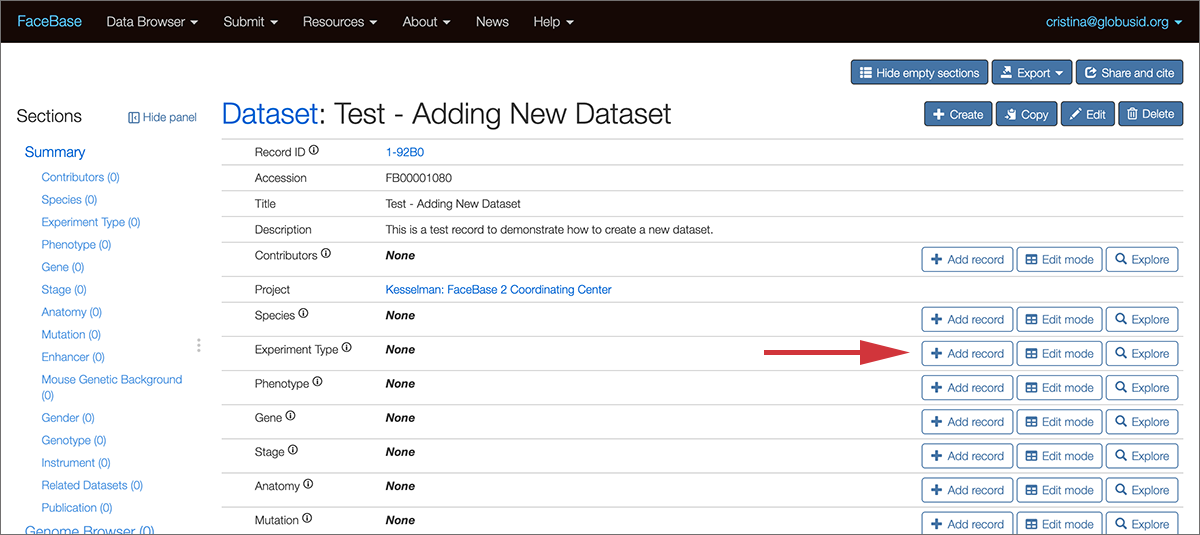 FaceBase Data Browser Submit Resources About News Help cristina@globusid.org
Hide empty sections Export Share and cite
Sections Hide panel
Dataset: Test - Adding New Dataset
Create Copy Edit Delete
Summary
Contributors (0)
Species (0)
Experiment Type (0)
Phenotype (0)
Gene (0)
Stage (0)
Anatomy (0)
Mutation (0)
Enhancer (0)
Mouse Genetic Background
(0)
Gender (0)
Genotype (0)
Instrument (0)
Related Datasets (0)
Publication (0)
Genome Browser (0)
Record ID 1-92B0
Accession FB00001080
Title Test - Adding New Dataset
Description This is a test record to demonstrate how to create a new dataset.
Contributors None Add record Edit mode Explore
Project Kesselman: FaceBase 2 Coordinating Center
Species None Add record Edit mode Explore
Experiment Type None Add record Edit mode Explore
Phenotype None Add record Edit mode Explore
Gene None Add record Edit mode Explore
Stage None Add record Edit mode Explore
Anatomy None Add record Edit mode Explore
Mutation None Add record Edit mode Explore